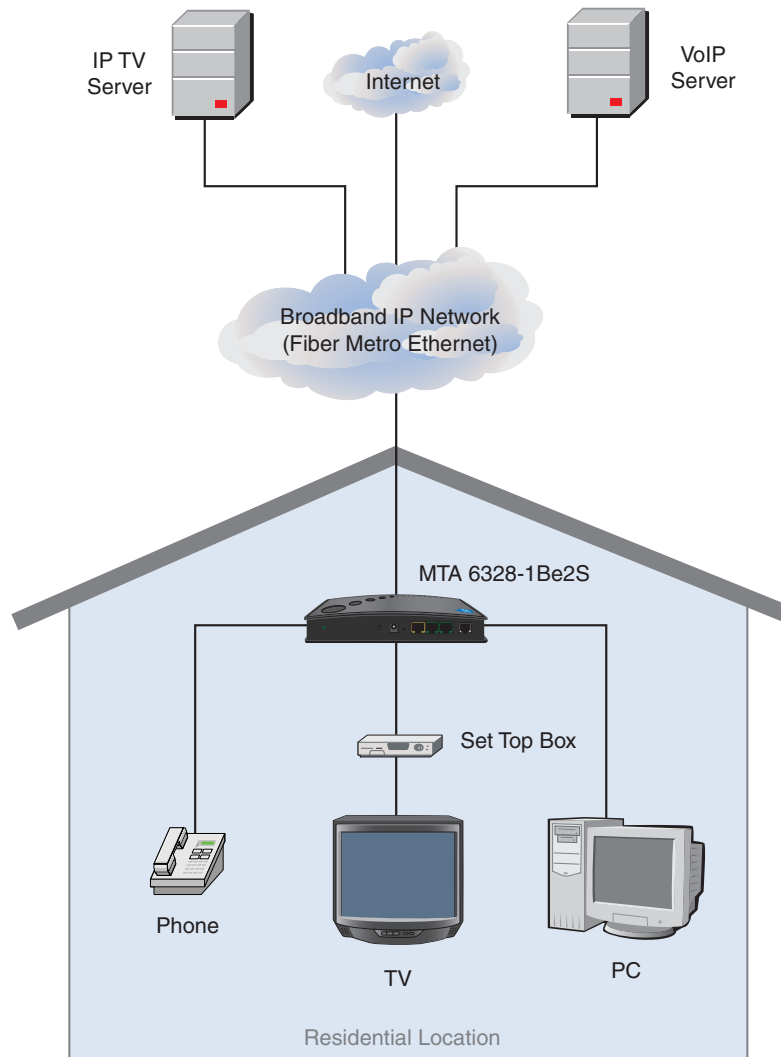 IP TV
Server
Internet
VoIP
Server
Broadband IP Network
(Fiber Metro Ethernet)
MTA 6328-1Be2S
Set Top Box
Phone
TV
PC
Residential Location